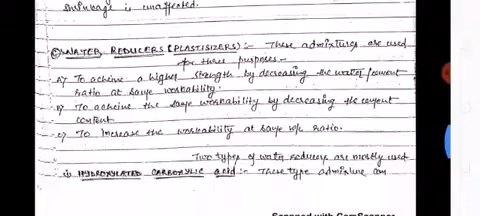 shrinkage is unaffected.
⑥ WATER REDUCERS (PLASTISIZERS) :- These admixtures are used
for three purposes -
a) To achieve a higher strength by decreasing the water/cement
ratio at same workability.
b) To acheive the same workability by decreasing the cement
content
c) To Increase the workability at same w/c ratio.
Two types of water reducers are mostly used
i) HYDROXYLATED CARBOXYLIC acid :- These type admixture can
Scanned with CamScanner